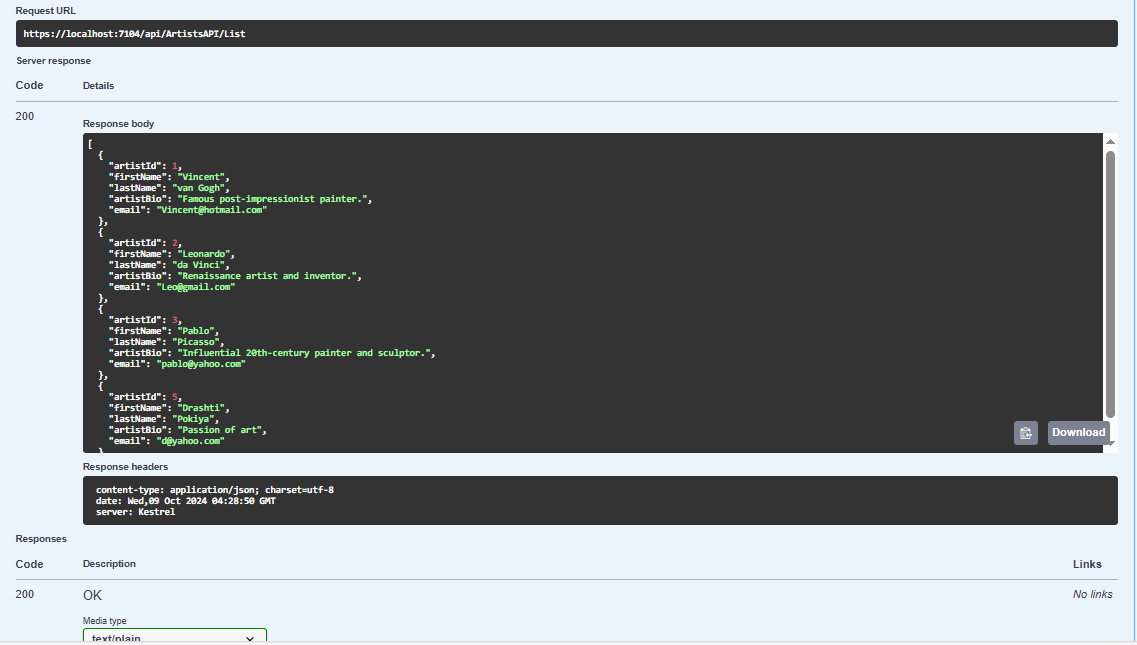 Request URL
https://localhost:7104/api/ArtistsAPI/List
Server response
Code Details
200
Response body
[
  {
    "artistId": 1,
    "firstName": "Vincent",
    "lastName": "van Gogh",
    "artistBio": "Famous post-impressionist painter.",
    "email": "Vincent@hotmail.com"
  },
  {
    "artistId": 2,
    "firstName": "Leonardo",
    "lastName": "da Vinci",
    "artistBio": "Renaissance artist and inventor.",
    "email": "Leo@gmail.com"
  },
  {
    "artistId": 3,
    "firstName": "Pablo",
    "lastName": "Picasso",
    "artistBio": "Influential 20th-century painter and sculptor.",
    "email": "pablo@yahoo.com"
  },
  {
    "artistId": 5,
    "firstName": "Drashti",
    "lastName": "Pokiya",
    "artistBio": "Passion of art",
    "email": "d@yahoo.com"
  }
Download
Response headers
content-type: application/json; charset=utf-8
date: Wed,09 Oct 2024 04:28:50 GMT
server: Kestrel
Responses
Code Description Links
200 OK No links
Media type
text/plain